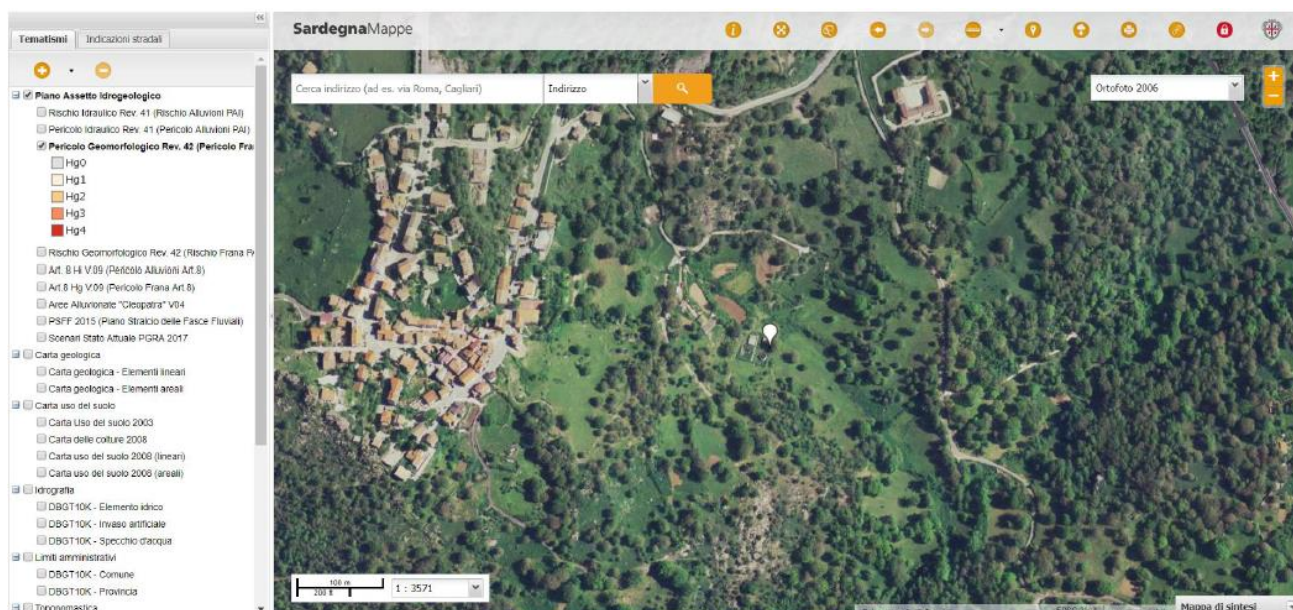 Tematismi
Indicazioni stradali
SardegnaMappe
Cerca indirizzo (ad es. via Roma, Cagliari)
Indirizzo
Ortofoto 2006
Piano Assetto Idrogeologico
Rischio Idraulico Rev. 41 (Rischio Alluvioni PAI)
Pericolo Idraulico Rev. 41 (Pericolo Alluvioni PAI)
Pericolo Geomorfologico Rev. 42 (Pericolo Fra
Hg0
Hg1
Hg2
Hg3
Hg4
Rischio Geomorfologico Rev. 42 (Rischio Frana
Art. 8 Hi V.09 (Pericolo Alluvioni Art.8)
Art.8 Hg V.09 (Pericolo Frana Art.8)
Aree Alluvionate "Cleopatra" V04
PSFF 2015 (Piano Stralcio delle Fasce Fluviali)
Scenari Stato Attuale PGRA 2017
Carta geologica
Carta geologica - Elementi lineari
Carta geologica - Elementi areali
Carta uso del suolo
Carta Uso del suolo 2003
Carta delle colture 2008
Carta uso del suolo 2008 (lineari)
Carta uso del suolo 2008 (areali)
Idrografia
DBGT10K - Elemento idrico
DBGT10K - Invaso artificiale
DBGT10K - Specchio d'acqua
Limiti amministrativi
DBGT10K - Comune
DBGT10K - Provincia
Toponomastica
100 m
200 ft
1 : 3571
Mappa di sintesi